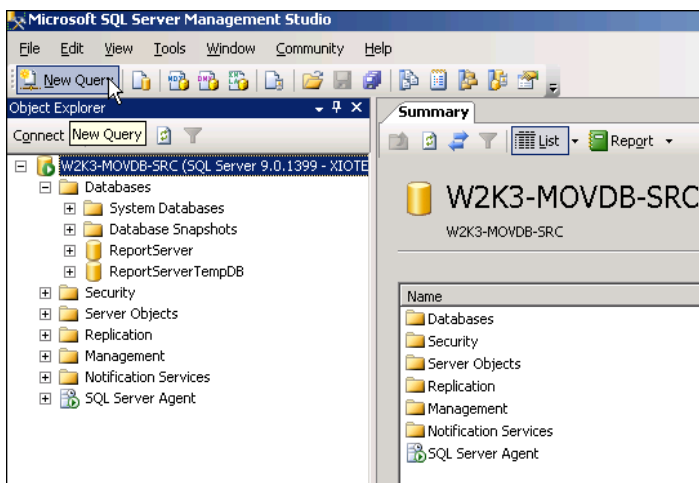 Microsoft SQL Server Management Studio
File Edit View Tools Window Community Help
New Query
Object Explorer
Connect New Query
W2K3-MOVDB-SRC (SQL Server 9.0.1399 - XIOTE
Databases
System Databases
Database Snapshots
ReportServer
ReportServerTempDB
Security
Server Objects
Replication
Management
Notification Services
SQL Server Agent
Summary
List Report
W2K3-MOVDB-SRC
W2K3-MOVDB-SRC
Name
Databases
Security
Server Objects
Replication
Management
Notification Services
SQL Server Agent